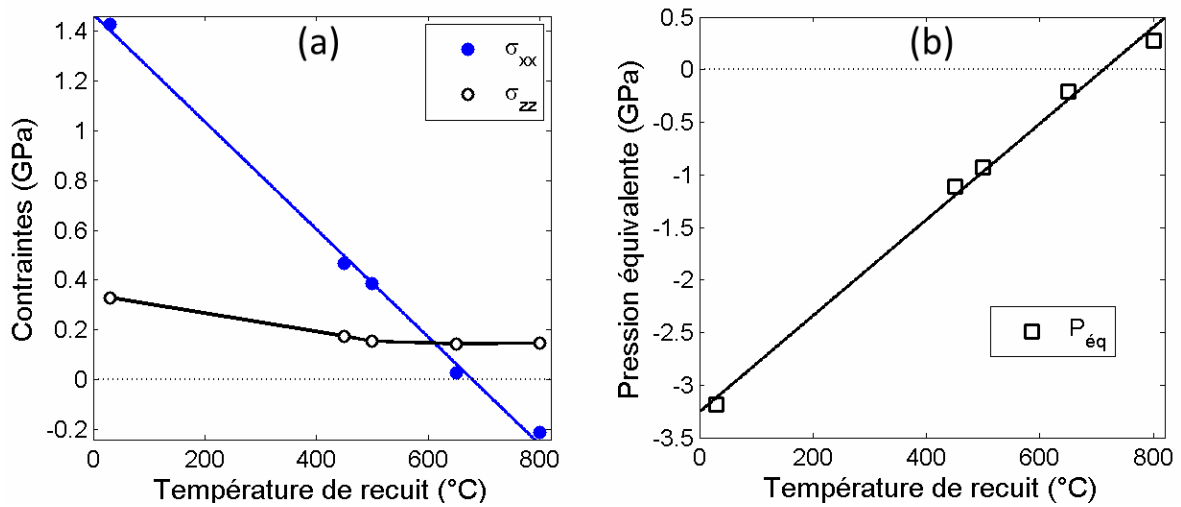 (a)
σxx
σzz
1.4
1.2
1
0.8
0.6
0.4
0.2
0
-0.2
Contraintes (GPa)
0 200 400 600 800
Température de recuit (°C)
(b)
Péq
0.5
0
-0.5
-1
-1.5
-2
-2.5
-3
-3.5
Pression équivalente (GPa)
0 200 400 600 800
Température de recuit (°C)